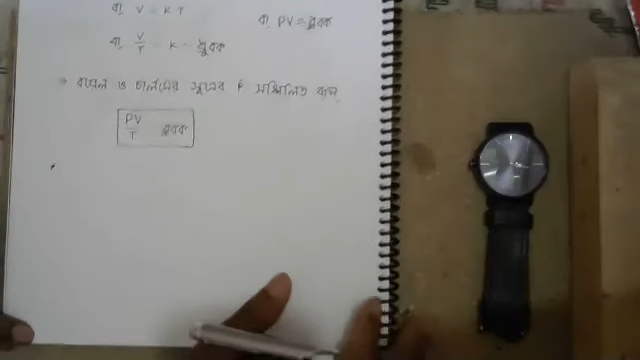 বা, V = K T
বা, PV = ধ্রুবক
বা, V/T = K = ধ্রুবক
বয়েল ও চার্লসের সূত্রের সম্মিলিত রূপ,
PV/T ধ্রুবক